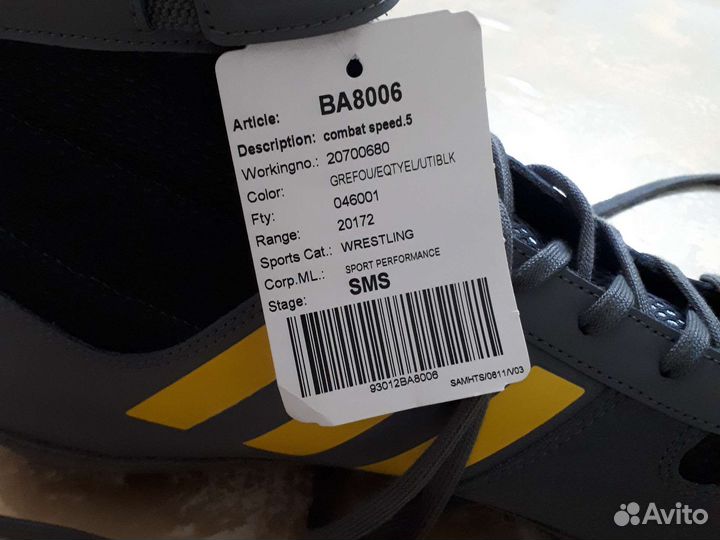 Article: BA8006
Description: combat speed.5
Workingno.: 20700680
Color: GREFOU/EQTYEL/UTIBLK
Fty: 046001
Range: 20172
Sports Cat.: WRESTLING
Corp.ML.: SPORT PERFORMANCE
Stage: SMS
93012BA8006
SAMHTS/0811/V03
Avito